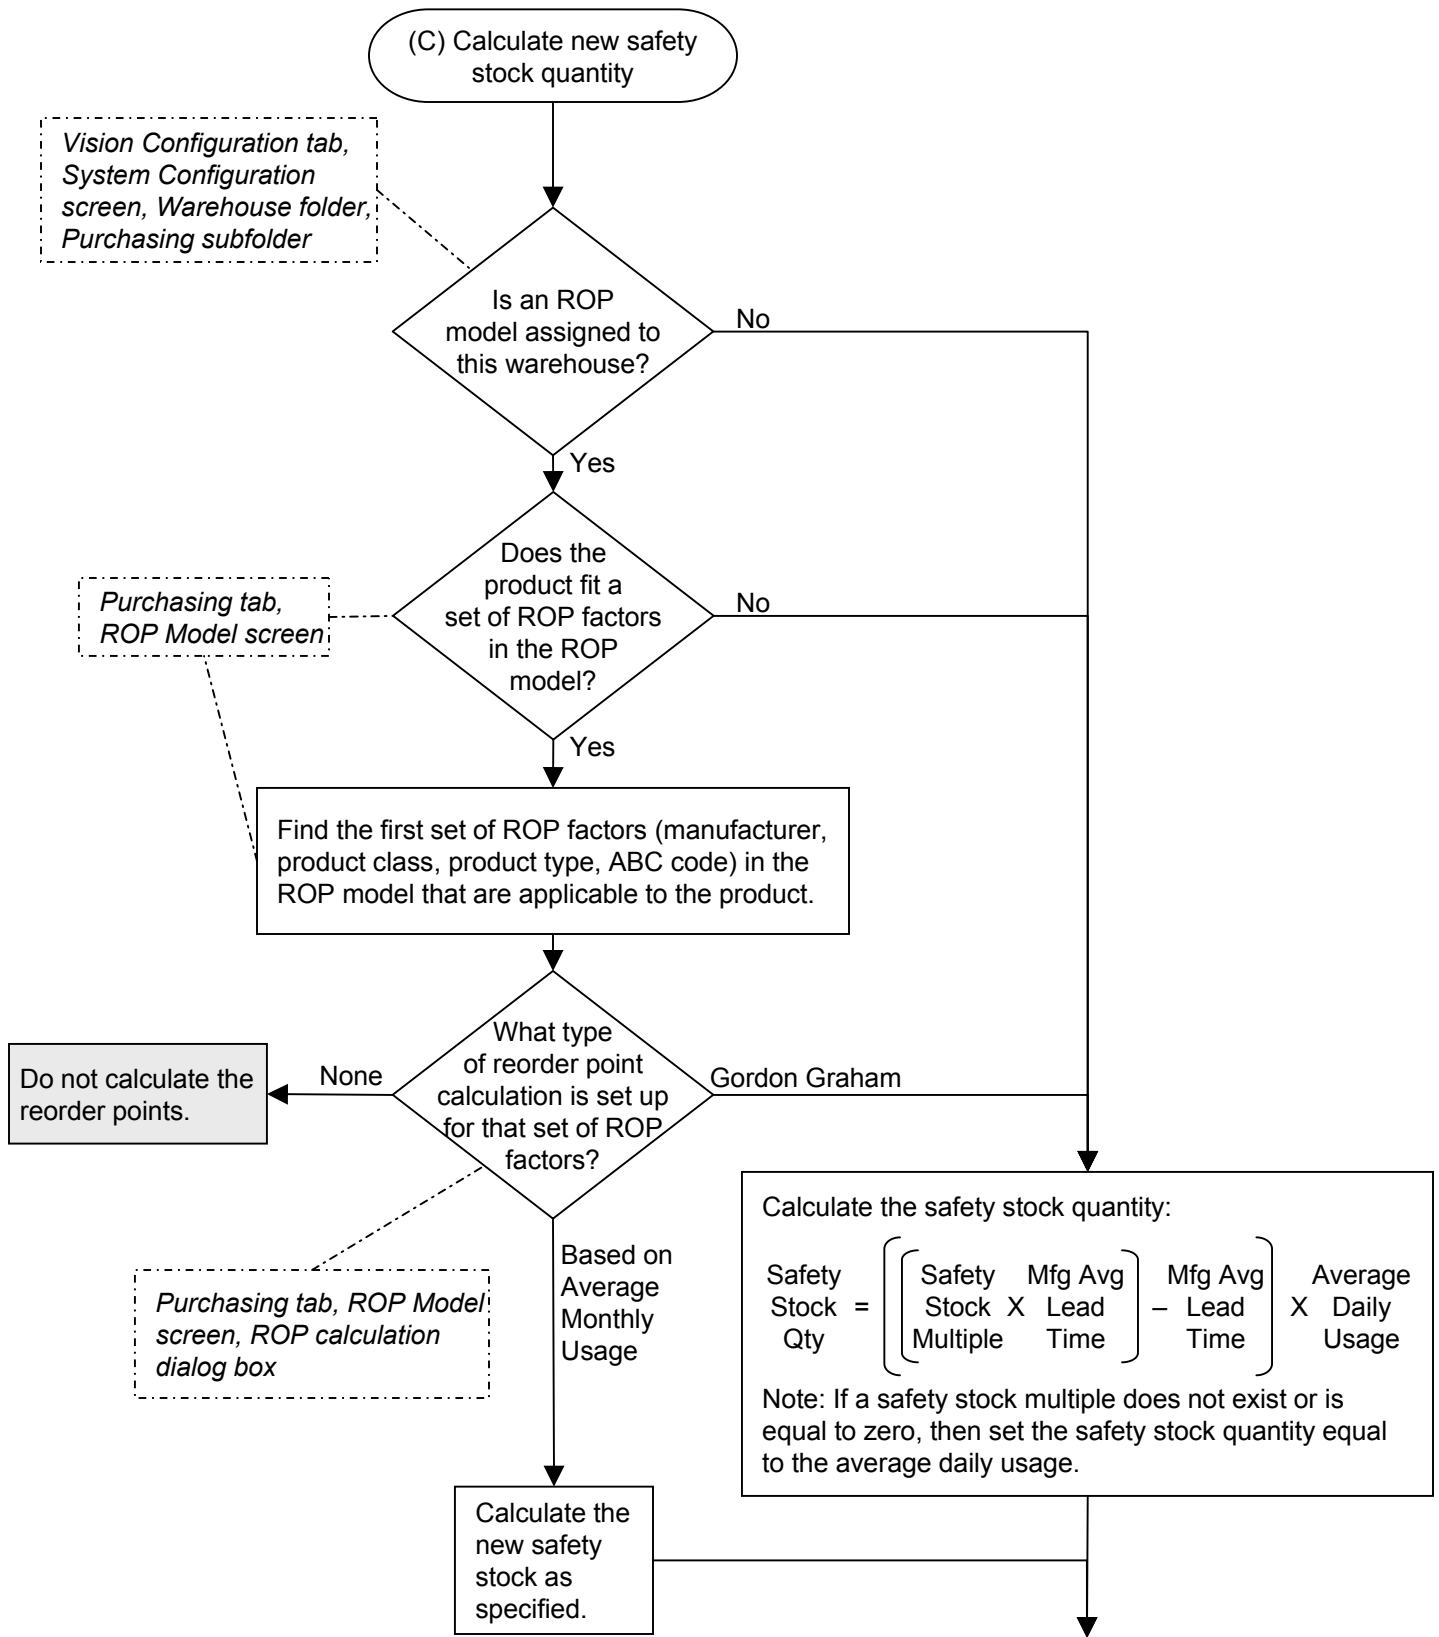 (C) Calculate new safety
stock quantity
Vision Configuration tab,
System Configuration
screen, Warehouse folder,
Purchasing subfolder
Is an ROP
model assigned to
this warehouse?
No
Yes
Does the
product fit a
set of ROP factors
in the ROP
model?
No
Purchasing tab,
ROP Model screen
Yes
Find the first set of ROP factors (manufacturer,
product class, product type, ABC code) in the
ROP model that are applicable to the product.
What type
of reorder point
calculation is set up
for that set of ROP
factors?
None
Do not calculate the
reorder points.
Gordon Graham
Based on
Average
Monthly
Usage
Purchasing tab, ROP Model
screen, ROP calculation
dialog box
Calculate the safety stock quantity:
Safety Safety Mfg Avg Mfg Avg Average
Stock = Stock X Lead – Lead X Daily
Qty Multiple Time Time Usage
Note: If a safety stock multiple does not exist or is
equal to zero, then set the safety stock quantity equal
to the average daily usage.
Calculate the
new safety
stock as
specified.